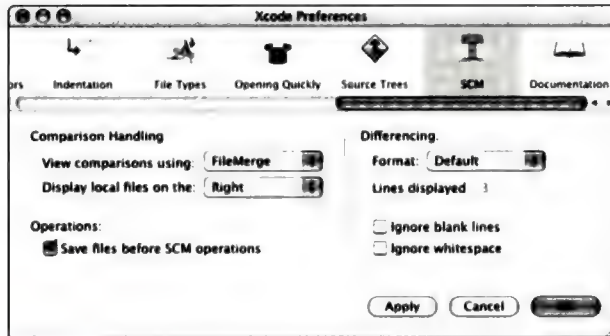 Xcode Preferences
ors Indentation File Types Opening Quickly Source Trees SCM Documentation
Comparison Handling
View comparisons using: FileMerge
Display local files on the: Right
Operations:
Save files before SCM operations
Differencing.
Format: Default
Lines displayed 3
Ignore blank lines
Ignore whitespace
Apply Cancel